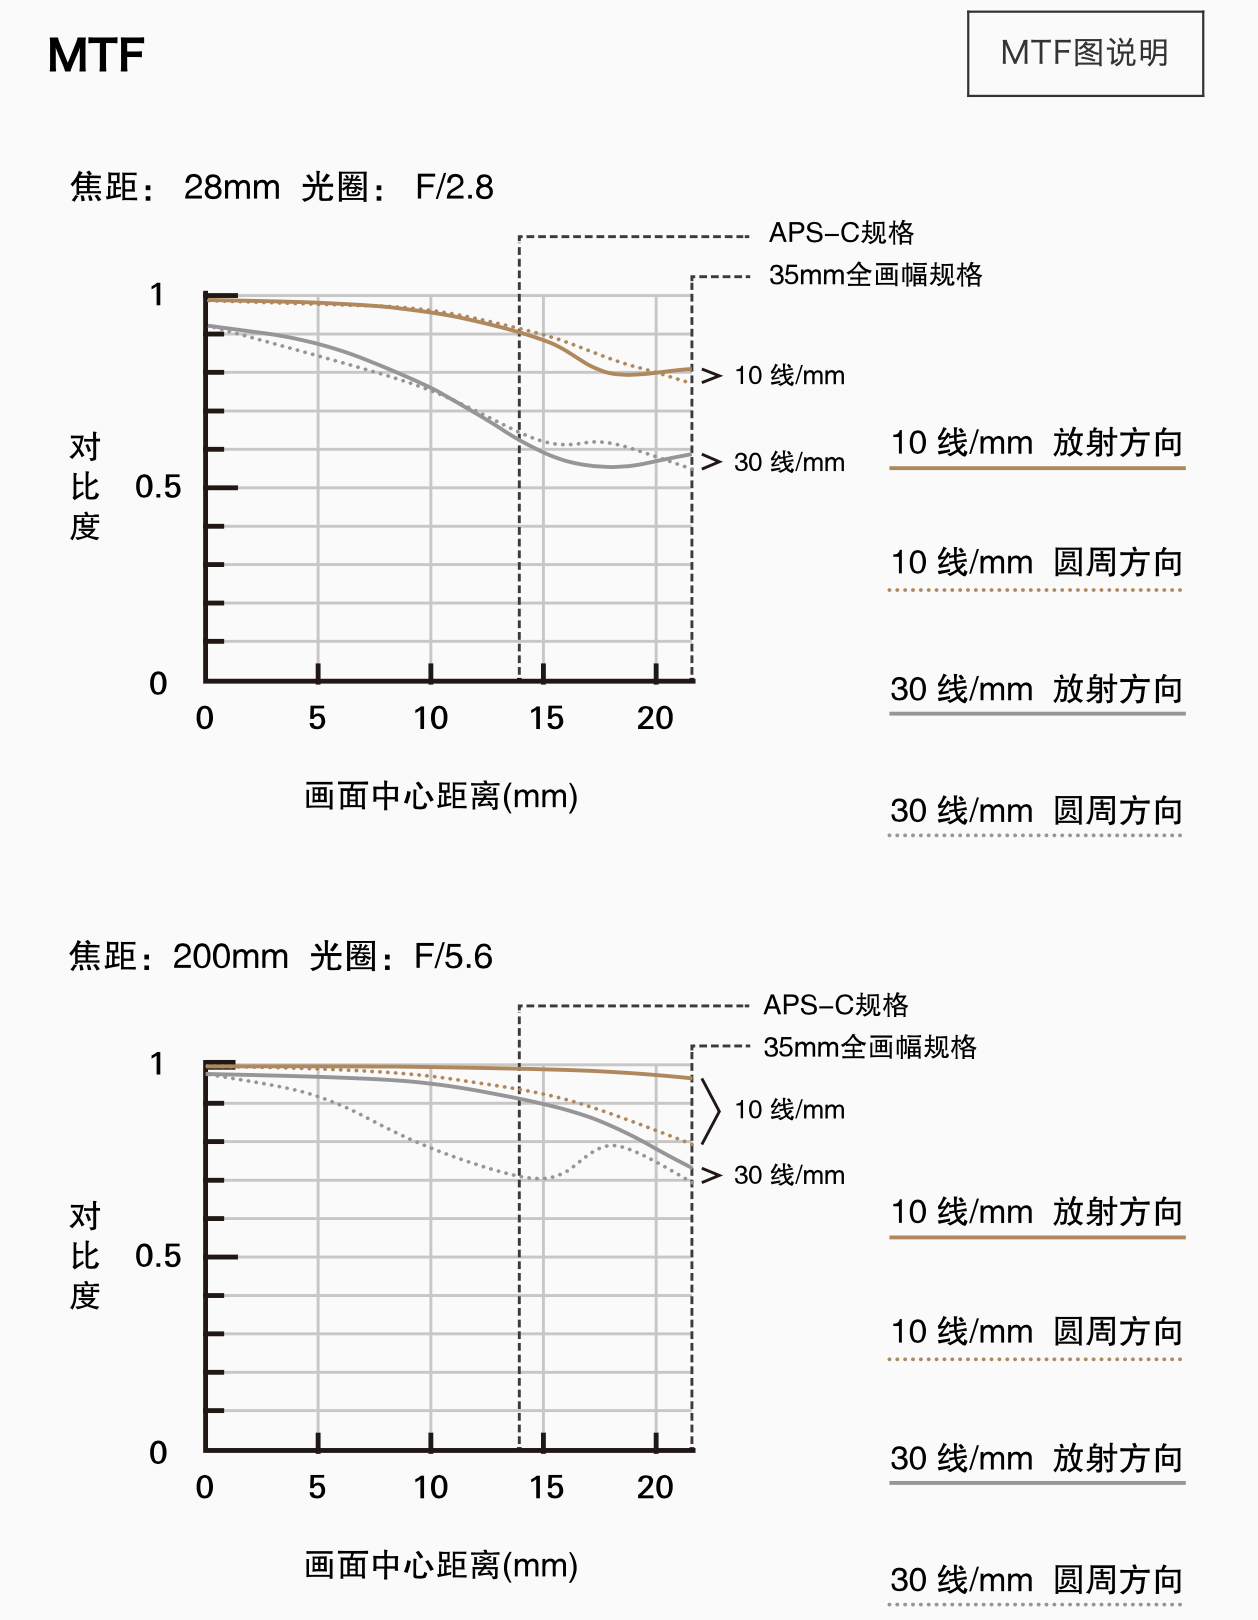 MTF
MTF图说明
焦距： 28mm 光圈： F/2.8
APS-C规格
35mm全画幅规格
1
10 线/mm
30 线/mm
对
比
度
0.5
0
0 5 10 15 20
画面中心距离(mm)
10 线/mm 放射方向
10 线/mm 圆周方向
30 线/mm 放射方向
30 线/mm 圆周方向
焦距：200mm 光圈：F/5.6
APS-C规格
35mm全画幅规格
1
10 线/mm
30 线/mm
对
比
度
0.5
0
0 5 10 15 20
画面中心距离(mm)
10 线/mm 放射方向
10 线/mm 圆周方向
30 线/mm 放射方向
30 线/mm 圆周方向